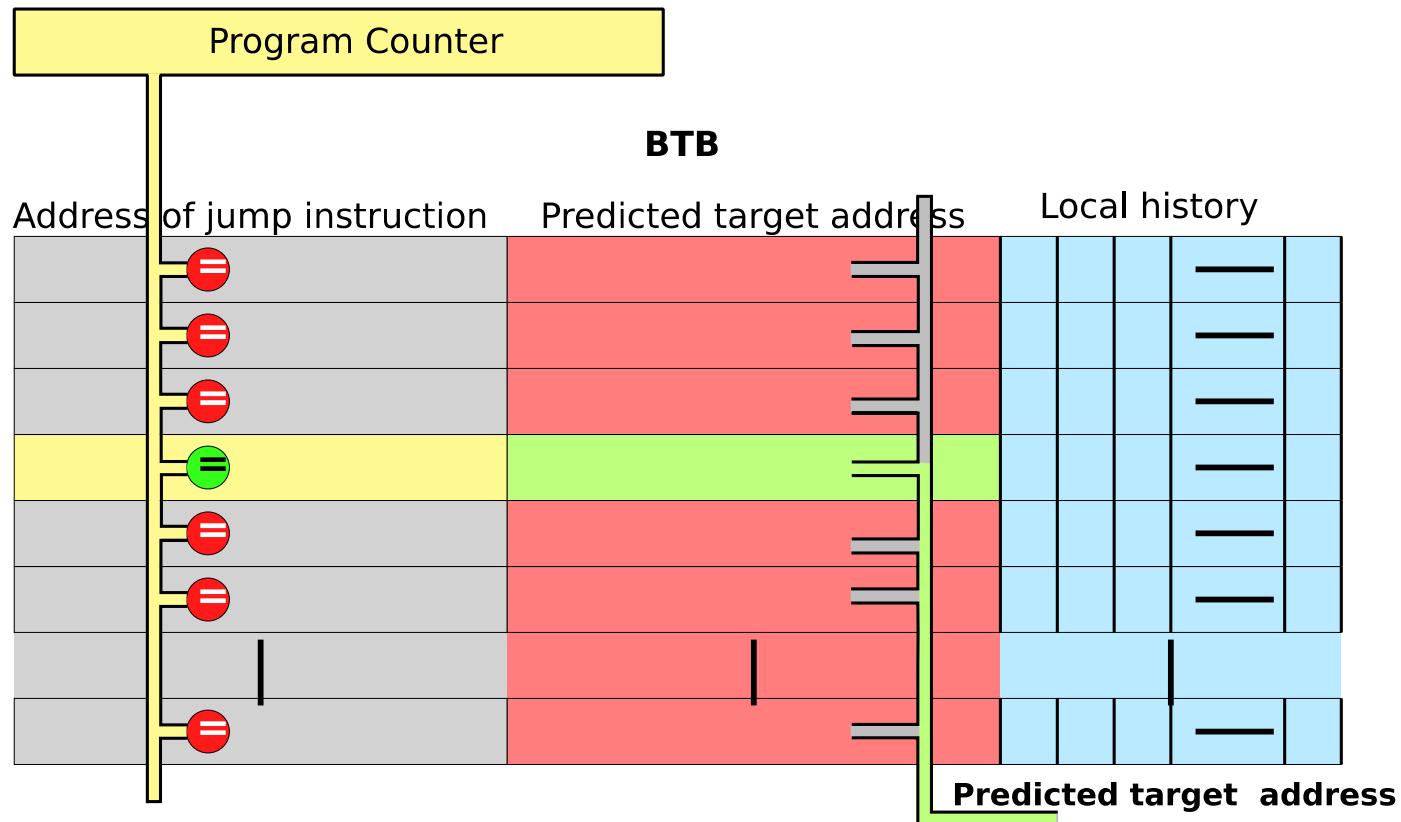 Program Counter
BTB
Address of jump instruction
Predicted target address
Local history
=
=
=
=
=
=
=
Predicted target address